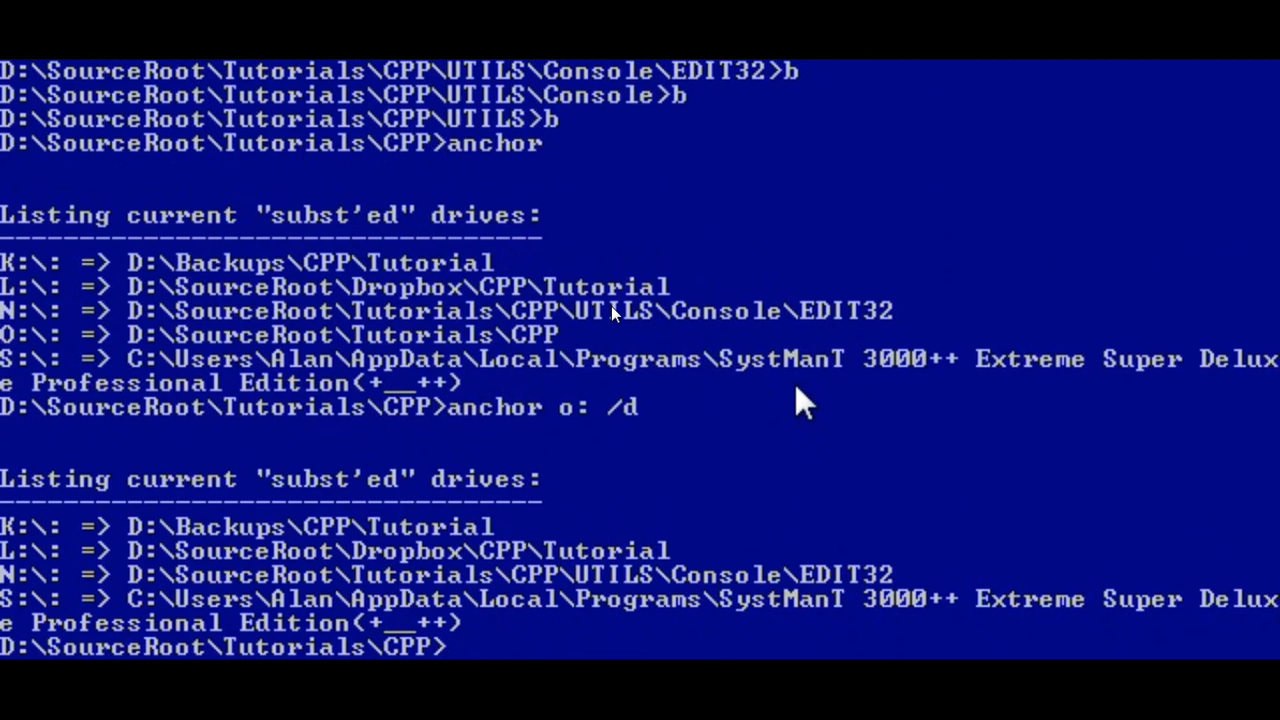 D:\SourceRoot\Tutorials\CPP\UTILS\Console\EDIT32>b
D:\SourceRoot\Tutorials\CPP\UTILS\Console>b
D:\SourceRoot\Tutorials\CPP\UTILS>b
D:\SourceRoot\Tutorials\CPP>anchor
Listing current "subst'ed" drives:
----------------------------------
K:\: => D:\Backups\CPP\Tutorial
L:\: => D:\SourceRoot\Dropbox\CPP\Tutorial
N:\: => D:\SourceRoot\Tutorials\CPP\UTILS\Console\EDIT32
O:\: => D:\SourceRoot\Tutorials\CPP
S:\: => C:\Users\Alan\AppData\Local\Programs\SystManT 3000++ Extreme Super Delux
e Professional Edition(+__++)
D:\SourceRoot\Tutorials\CPP>anchor o: /d
Listing current "subst'ed" drives:
----------------------------------
K:\: => D:\Backups\CPP\Tutorial
L:\: => D:\SourceRoot\Dropbox\CPP\Tutorial
N:\: => D:\SourceRoot\Tutorials\CPP\UTILS\Console\EDIT32
S:\: => C:\Users\Alan\AppData\Local\Programs\SystManT 3000++ Extreme Super Delux
e Professional Edition(+__++)
D:\SourceRoot\Tutorials\CPP>